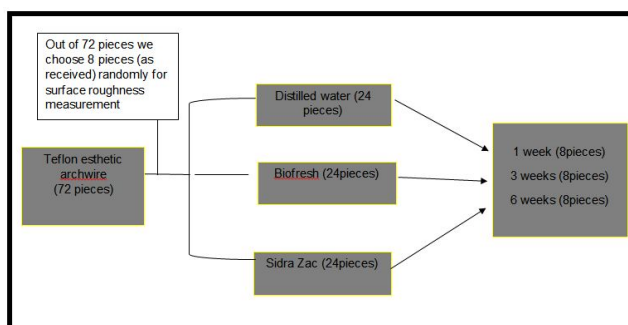 Out of 72 pieces we
choose 8 pieces (as
received) randomly for
surface roughness
measurement
Teflon esthetic
archwire
(72 pieces)
Distilled water (24
pieces)
Biofresh (24pieces)
Sidra Zac (24pieces)
1 week (8pieces)
3 weeks (8pieces)
6 weeks (8pieces)